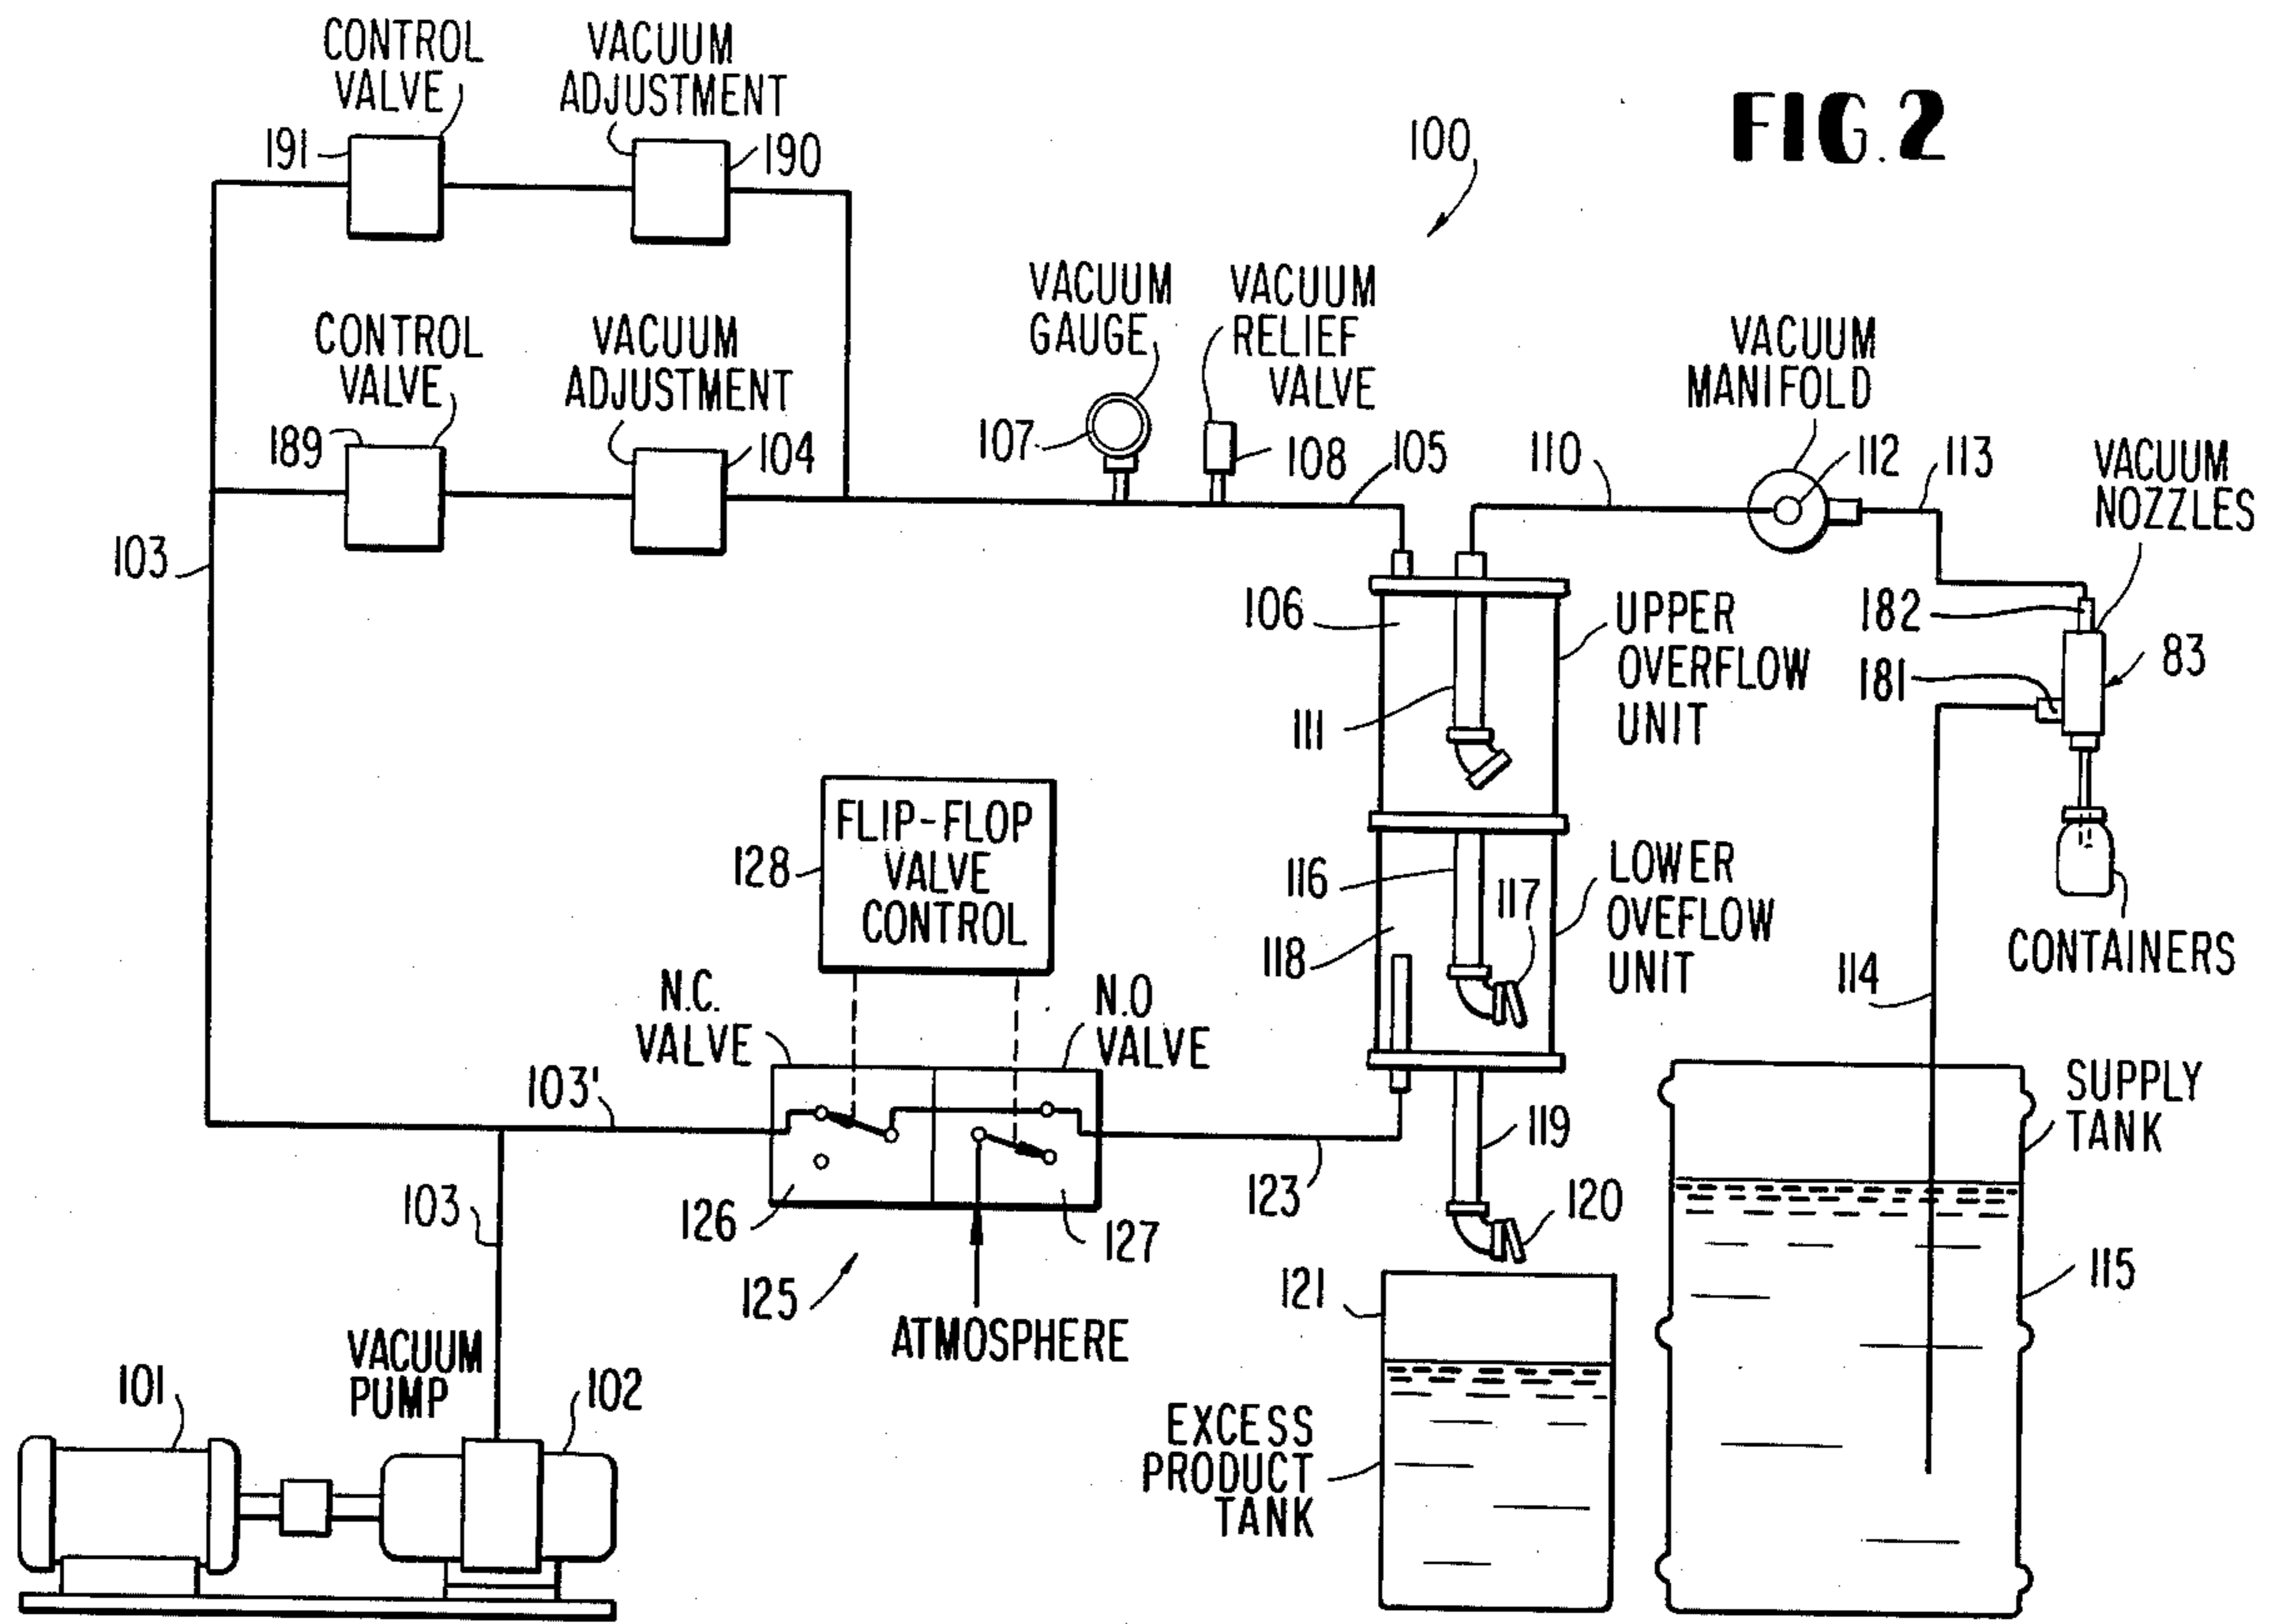 CONTROL
VALVE
VACUUM
ADJUSTMENT
FIG. 2
191
190
100
CONTROL
VALVE
VACUUM
ADJUSTMENT
VACUUM
GAUGE
VACUUM
RELIEF
VALVE
VACUUM
MANIFOLD
189
104
107
108
105
110
112
113
VACUUM
NOZZLES
103
106
UPPER
OVERFLOW
UNIT
182
181
83
111
FLIP-FLOP
VALVE
CONTROL
128
116
117
LOWER
OVEFLOW
UNIT
118
CONTAINERS
114
N.C.
VALVE
N.O
VALVE
103'
119
SUPPLY
TANK
103
126
127
123
120
125
ATMOSPHERE
121
115
VACUUM
PUMP
101
102
EXCESS
PRODUCT
TANK